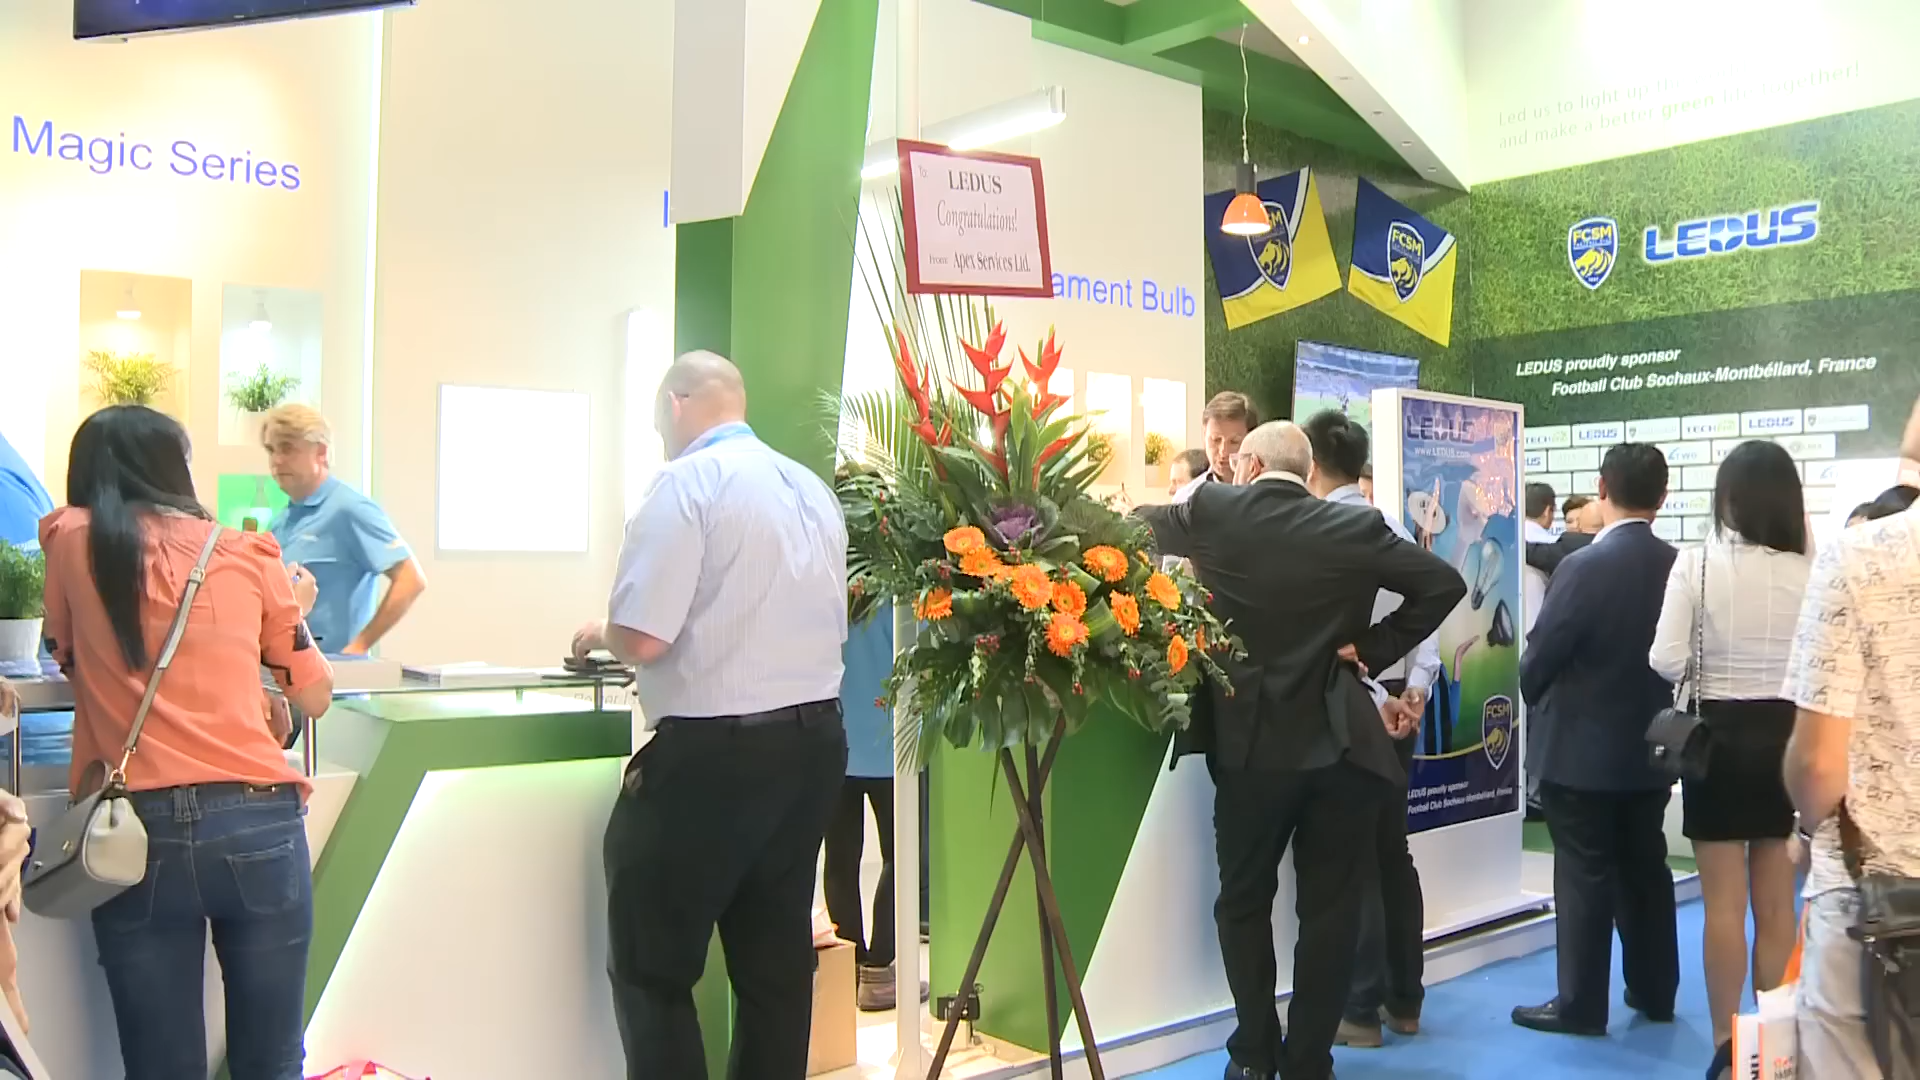 Magic Series
To:
LEDUS
Congratulations!
From: Apex Services Ltd.
ament Bulb
FCSM
FCSM
Led us to light up the
and make a better green life together!
FCSM
LEDUS
LEDUS proudly sponsor
Football Club Sochaux-Montbéliard, France
TECH
LEDUS
TECH
LEDUS
LEDUS
www.LEDUS.com
FCSM
LEDUS proudly sponsor
Football Club Sochaux-Montbéliard, France